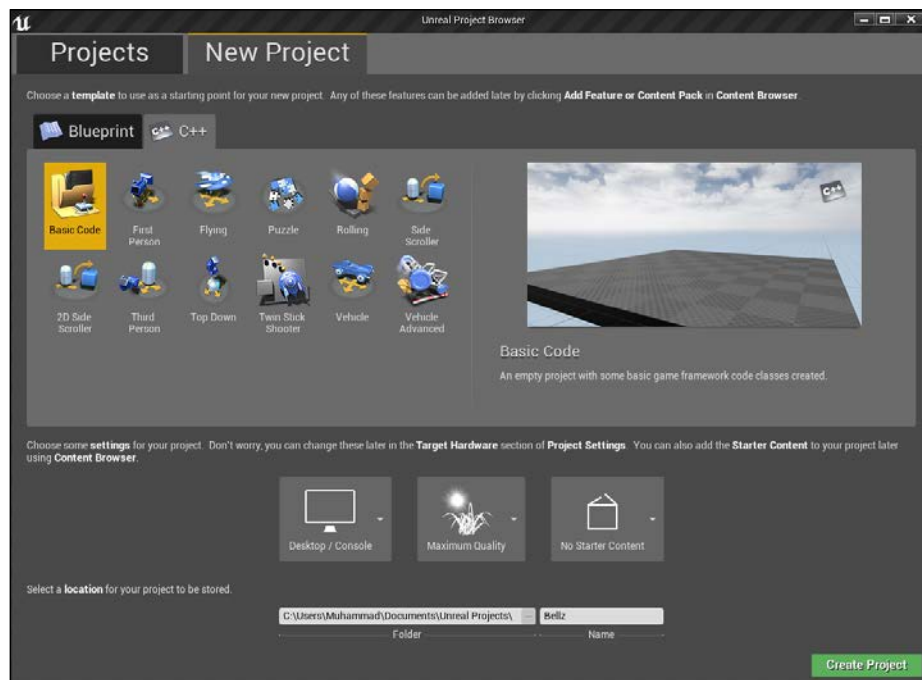 Unreal Project Browser
Projects
New Project
Choose a template to use as a starting point for your new project. Any of these features can be added later by clicking Add Feature or Content Pack in Content Browser.
Blueprint
C++
C++
C++
Basic Code
First Person
Flying
Puzzle
Rolling
Side Scroller
2D Side Scroller
Third Person
Top Down
Twin Stick Shooter
Vehicle
Vehicle Advanced
Basic Code
An empty project with some basic game framework code classes created.
Choose some settings for your project. Don't worry, you can change these later in the Target Hardware section of Project Settings. You can also add the Starter Content to your project later
using Content Browser.
Desktop / Console
Maximum Quality
No Starter Content
Select a location for your project to be stored.
C:\Users\Muhammad\Documents\Unreal Projects\
...
Bellz
Folder
Name
Create Project